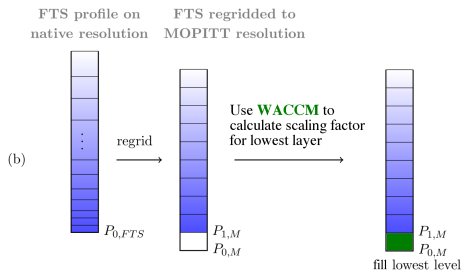 FTS profile on
native resolution
FTS regridded to
MOPITT resolution
(b)
regrid
Use WACCM to
calculate scaling factor
for lowest layer
P0,FTS
P1,M
P0,M
P1,M
P0,M
fill lowest level